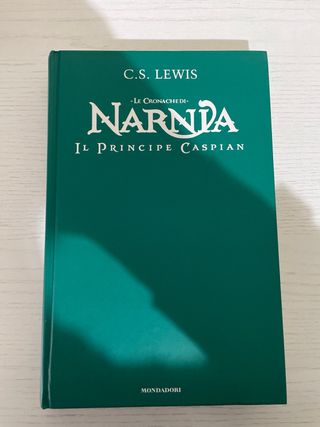 C.S. LEWIS
LE CRONACHE DI
NARNIA
IL PRINCIPE CASPIAN
MONDADORI